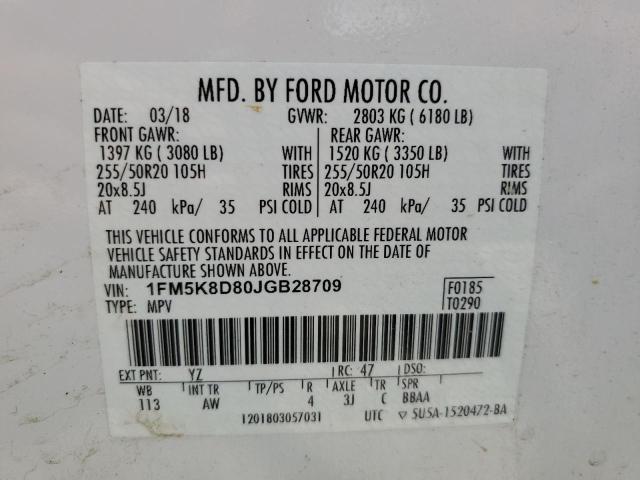 MFD. BY FORD MOTOR CO.
DATE: 03/18 GVWR: 2803 KG ( 6180 LB)
FRONT GAWR: REAR GAWR:
1397 KG ( 3080 LB) WITH 1520 KG ( 3350 LB) WITH
255/50R20 105H TIRES 255/50R20 105H TIRES
20x8.5J RIMS 20x8.5J RIMS
AT 240 kPa/ 35 PSI COLD AT 240 kPa/ 35 PSI COLD
THIS VEHICLE CONFORMS TO ALL APPLICABLE FEDERAL MOTOR
VEHICLE SAFETY STANDARDS IN EFFECT ON THE DATE OF
MANUFACTURE SHOWN ABOVE.
VIN: 1FM5K8D80JGB28709 F0185
TYPE: MPV T0290
EXT PNT: YZ RC: 47 DSO:
WB INT TR TP/PS R AXLE TR SPR
113 AW 4 3J C BBAA
1201803057031 UTC ▽ 5U5A-1520472-BA